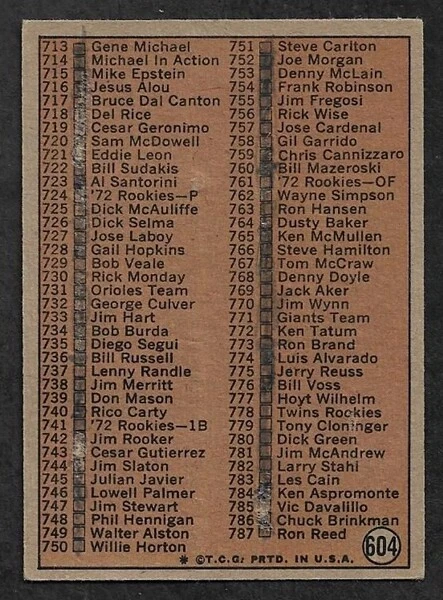 713 Gene Michael
714 Michael In Action
715 Mike Epstein
716 Jesus Alou
717 Bruce Dal Canton
718 Del Rice
719 Cesar Geronimo
720 Sam McDowell
721 Eddie Leon
722 Bill Sudakis
723 Al Santorini
724 '72 Rookies—P
725 Dick McAuliffe
726 Dick Selma
727 Jose Laboy
728 Gail Hopkins
729 Bob Veale
730 Rick Monday
731 Orioles Team
732 George Culver
733 Jim Hart
734 Bob Burda
735 Diego Segui
736 Bill Russell
737 Lenny Randle
738 Jim Merritt
739 Don Mason
740 Rico Carty
741 '72 Rookies—1B
742 Jim Rooker
743 Cesar Gutierrez
744 Jim Slaton
745 Julian Javier
746 Lowell Palmer
747 Jim Stewart
748 Phil Hennigan
749 Walter Alston
750 Willie Horton
751 Steve Carlton
752 Joe Morgan
753 Denny McLain
754 Frank Robinson
755 Jim Fregosi
756 Rick Wise
757 Jose Cardenal
758 Gil Garrido
759 Chris Cannizzaro
760 Bill Mazeroski
761 '72 Rookies—OF
762 Wayne Simpson
763 Ron Hansen
764 Dusty Baker
765 Ken McMullen
766 Steve Hamilton
767 Tom McCraw
768 Denny Doyle
769 Jack Aker
770 Jim Wynn
771 Giants Team
772 Ken Tatum
773 Ron Brand
774 Luis Alvarado
775 Jerry Reuss
776 Bill Voss
777 Hoyt Wilhelm
778 Twins Rookies
779 Tony Cloninger
780 Dick Green
781 Jim McAndrew
782 Larry Stahl
783 Les Cain
784 Ken Aspromonte
785 Vic Davalillo
786 Chuck Brinkman
787 Ron Reed
* ©T.C.G. PRTD. IN U.S.A.
604